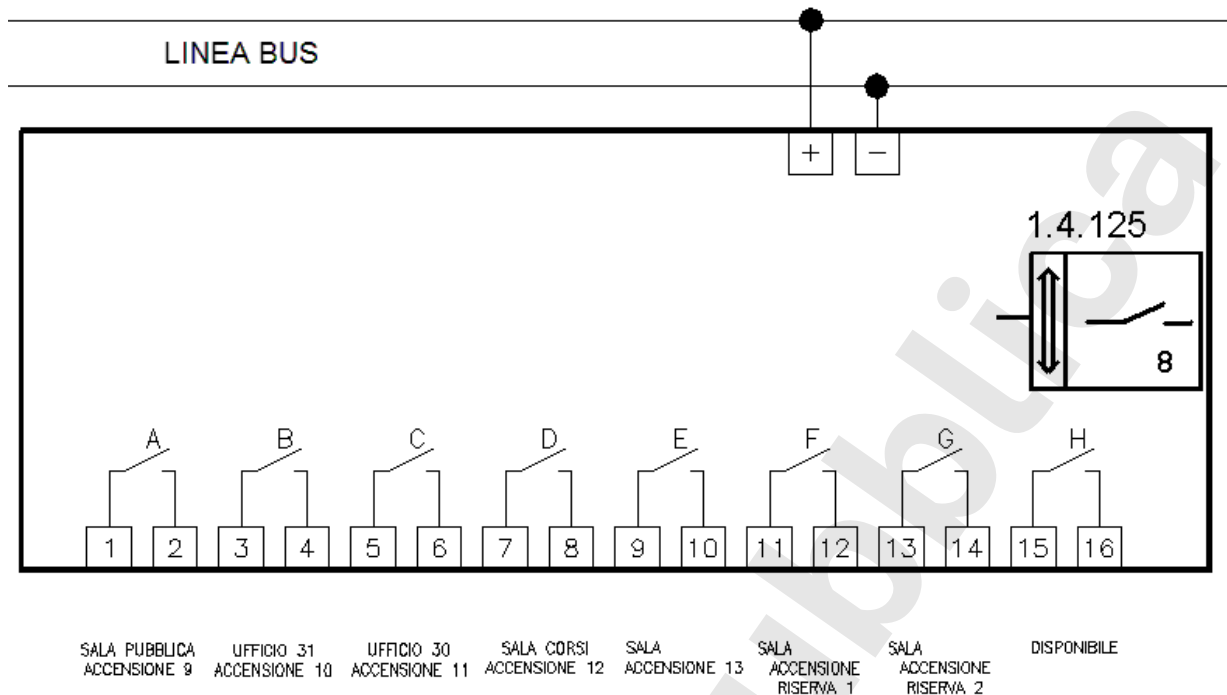 LINEA BUS
+ −
1.4.125
8
A B C D E F G H
1 2 3 4 5 6 7 8 9 10 11 12 13 14 15 16
SALA PUBBLICA
ACCENSIONE 9
UFFICIO 31
ACCENSIONE 10
UFFICIO 30
ACCENSIONE 11
SALA CORSI
ACCENSIONE 12
SALA
ACCENSIONE 13
SALA
ACCENSIONE
RISERVA 1
SALA
ACCENSIONE
RISERVA 2
DISPONIBILE
ubblica